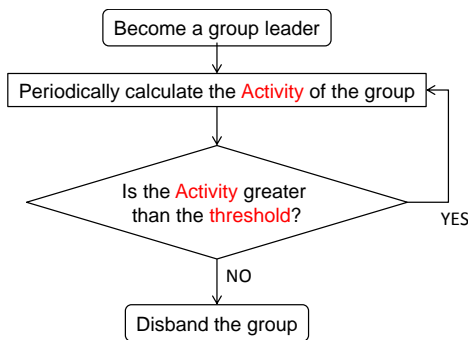 Become a group leader
Periodically calculate the Activity of the group
Is the Activity greater
than the threshold?
YES
NO
Disband the group